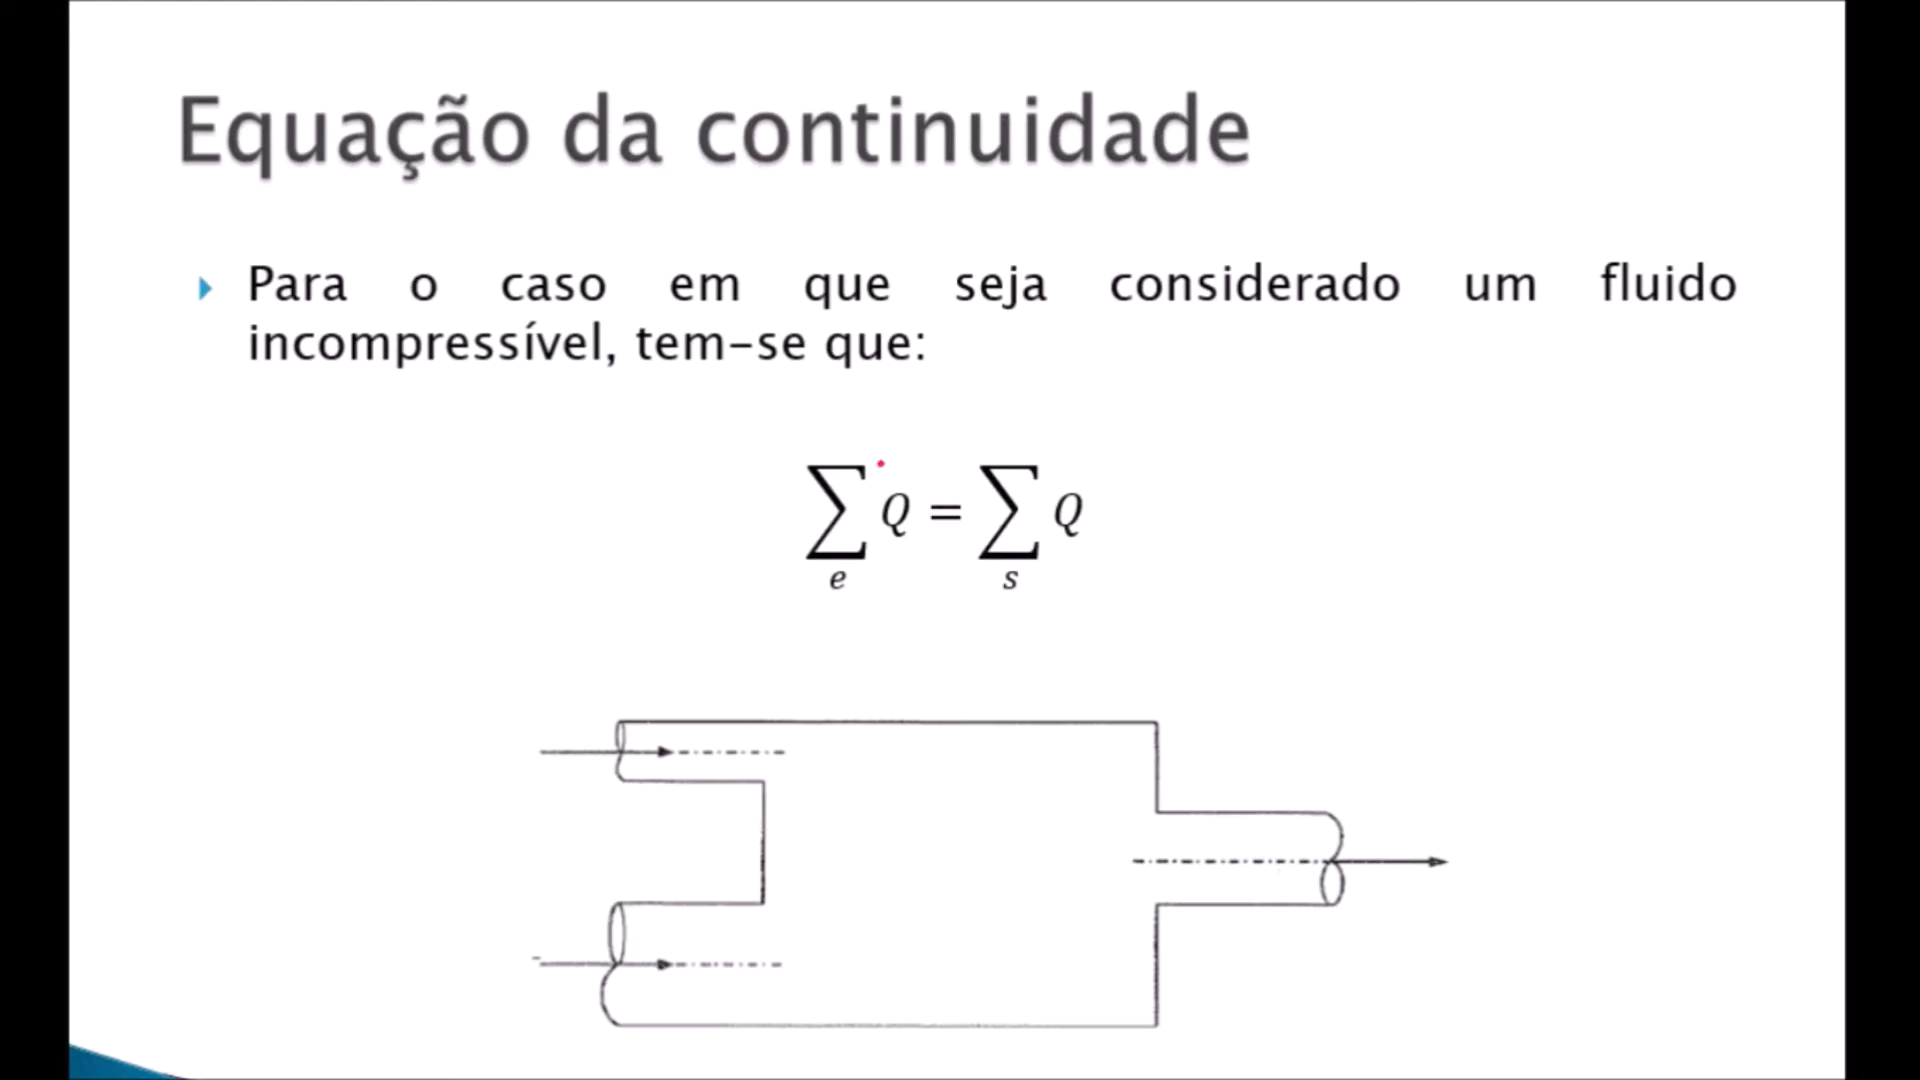 Equação da continuidade
Para o caso em que seja considerado um fluido
incompressível, tem-se que:
∑ Q = ∑ Q
e s